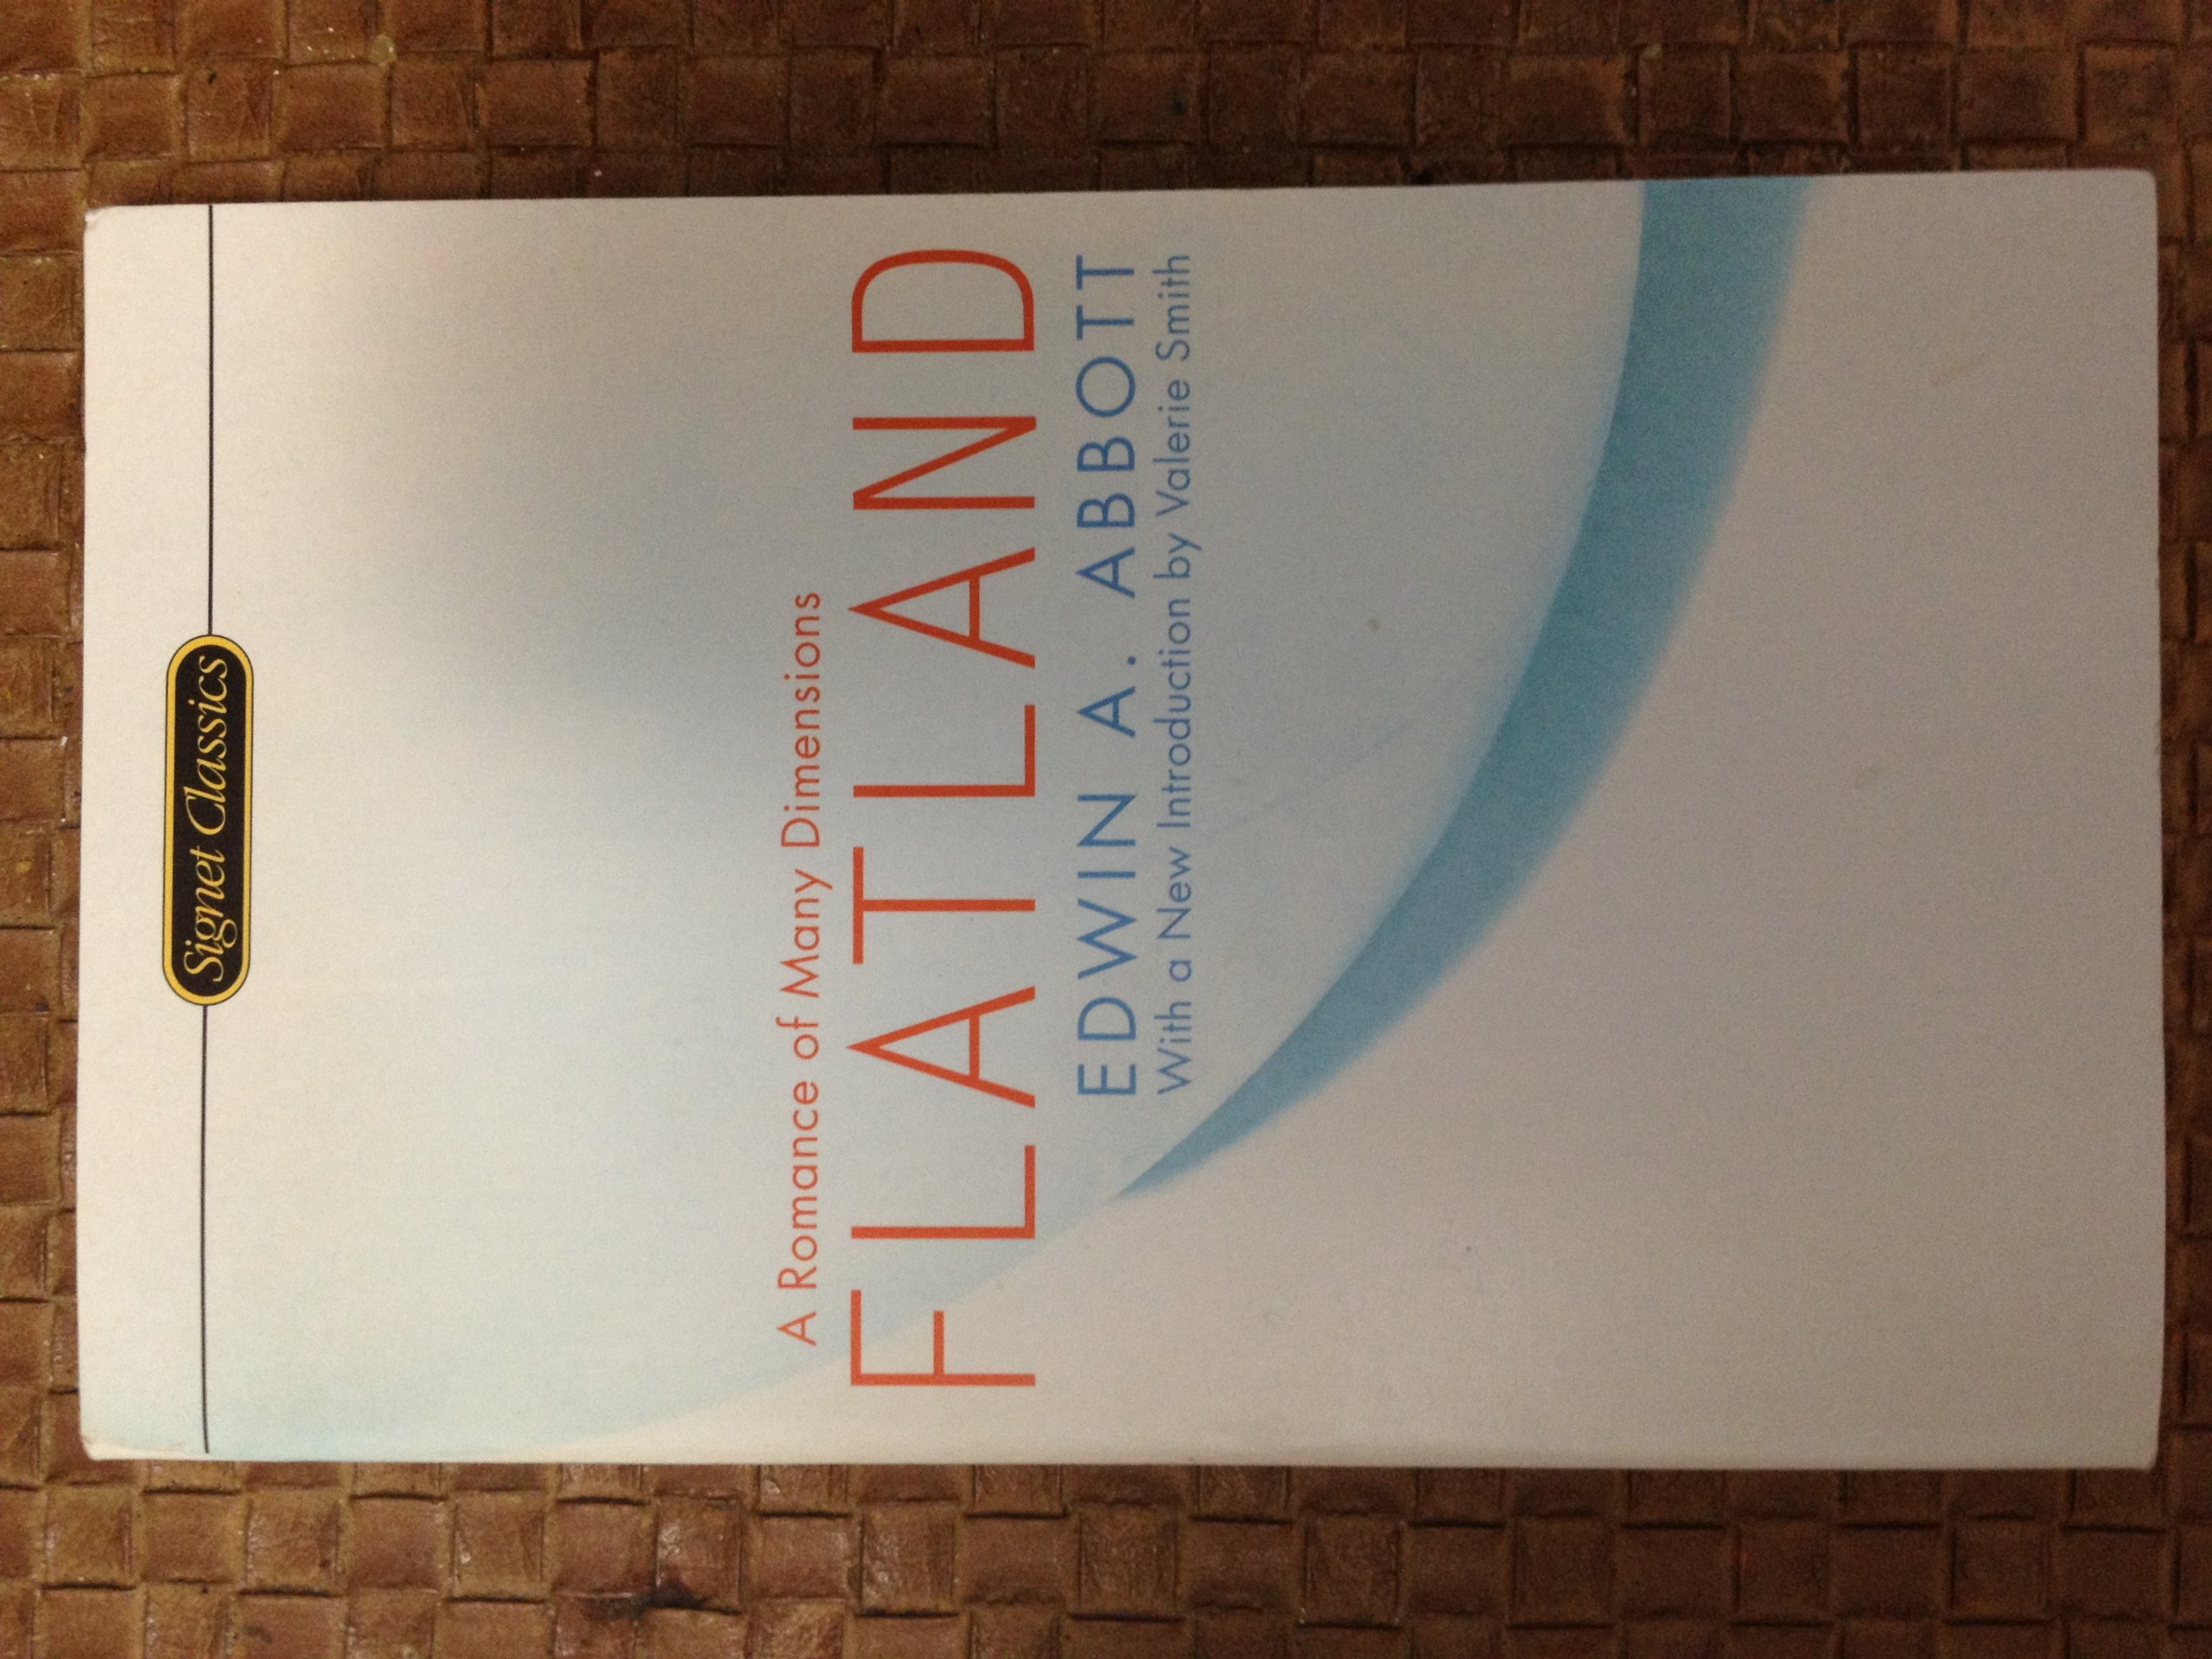 Signet Classics
A Romance of Many Dimensions
FLATLAND
EDWIN A. ABBOTT
With a New Introduction by Valerie Smith